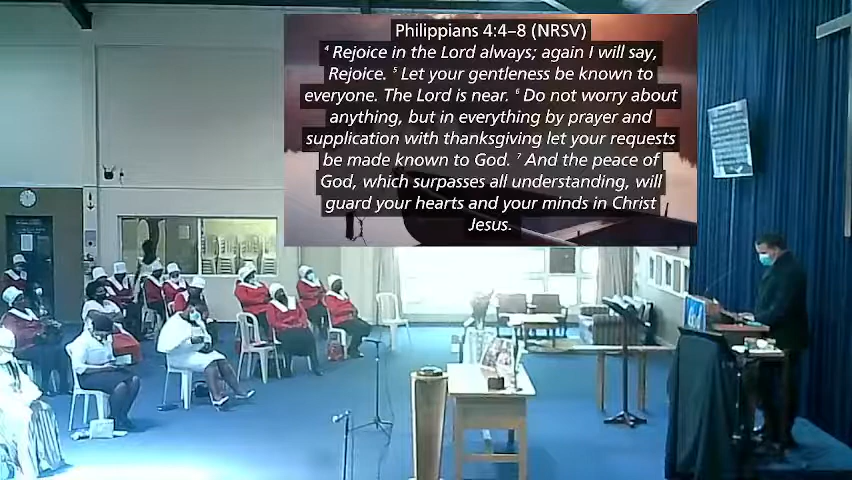 Philippians 4:4–8 (NRSV)
⁴ Rejoice in the Lord always; again I will say,
Rejoice. ⁵ Let your gentleness be known to
everyone. The Lord is near. ⁶ Do not worry about
anything, but in everything by prayer and
supplication with thanksgiving let your requests
be made known to God. ⁷ And the peace of
God, which surpasses all understanding, will
guard your hearts and your minds in Christ
Jesus.